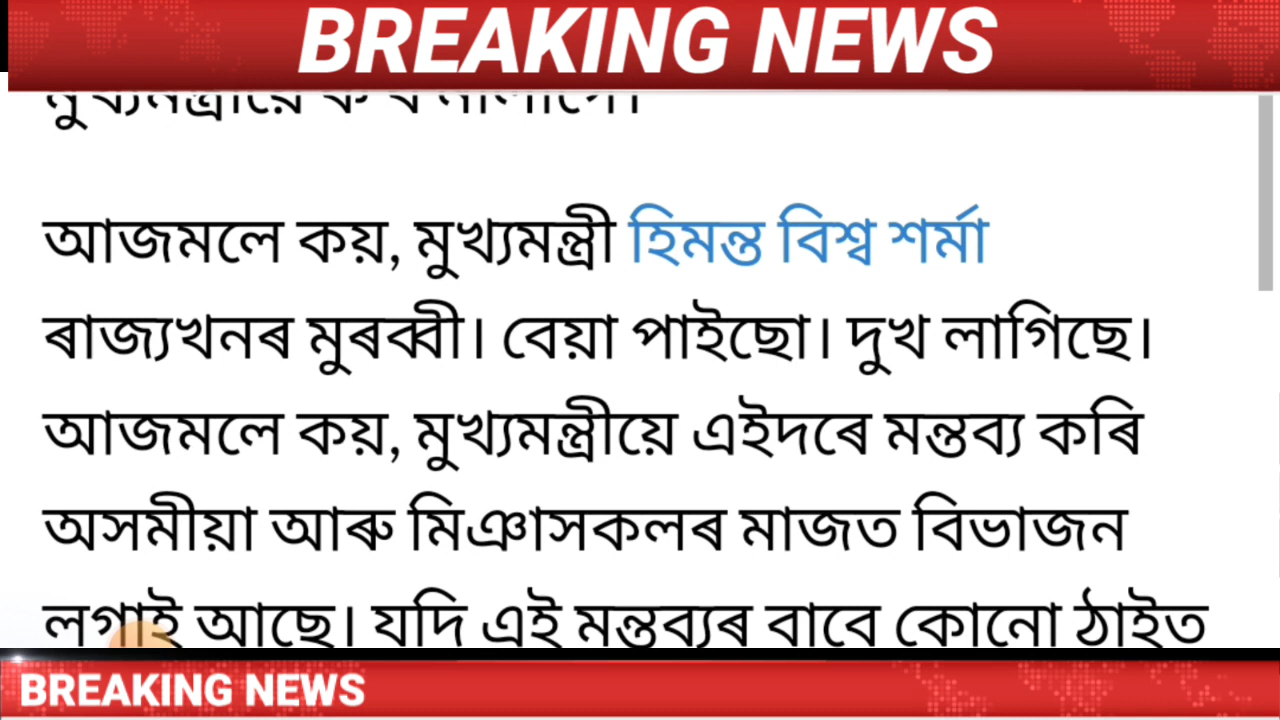 BREAKING NEWS
আজমলে কয়, মুখ্যমন্ত্ৰী হিমন্ত বিশ্ব শৰ্মা
ৰাজ্যখনৰ মুৰব্বী। বেয়া পাইছো। দুখ লাগিছে।
আজমলে কয়, মুখ্যমন্ত্ৰীয়ে এইদৰে মন্তব্য কৰি
অসমীয়া আৰু মিঞাসকলৰ মাজত বিভাজন
লগাই আছে। যদি এই মন্তব্যৰ বাবে কোনো ঠাইত
BREAKING NEWS